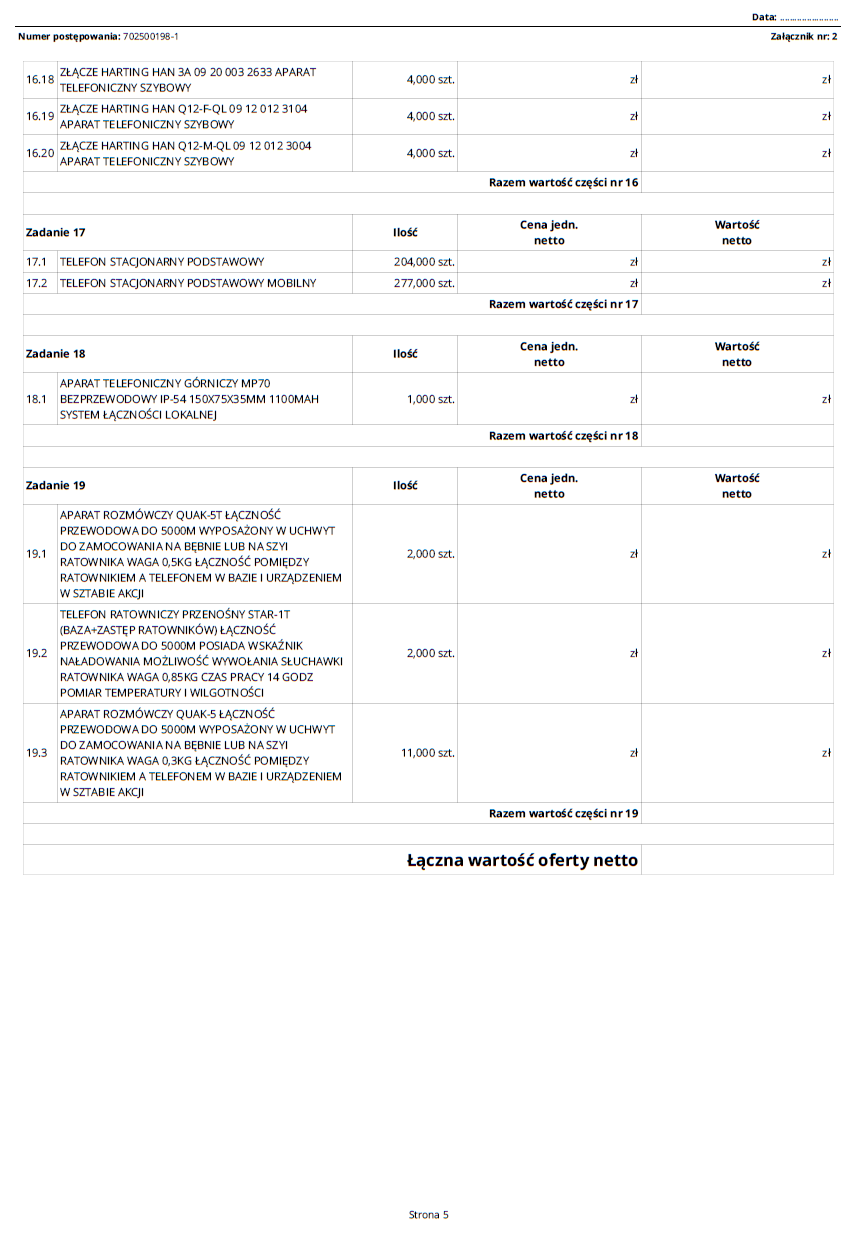 Data: ........................
Numer postępowania: 702500198-1 Załącznik nr: 2
16.18 ZŁĄCZE HARTING HAN 3A 09 20 003 2633 APARAT TELEFONICZNY SZYBOWY 4,000 szt. zł zł
16.19 ZŁĄCZE HARTING HAN Q12-F-QL 09 12 012 3104 APARAT TELEFONICZNY SZYBOWY 4,000 szt. zł zł
16.20 ZŁĄCZE HARTING HAN Q12-M-QL 09 12 012 3004 APARAT TELEFONICZNY SZYBOWY 4,000 szt. zł zł
Razem wartość części nr 16
Zadanie 17 Ilość Cena jedn. netto Wartość netto
17.1 TELEFON STACJONARNY PODSTAWOWY 204,000 szt. zł zł
17.2 TELEFON STACJONARNY PODSTAWOWY MOBILNY 277,000 szt. zł zł
Razem wartość części nr 17
Zadanie 18 Ilość Cena jedn. netto Wartość netto
18.1 APARAT TELEFONICZNY GÓRNICZY MP70
BEZPRZEWODOWY IP-54 150X75X35MM 1100MAH
SYSTEM ŁĄCZNOŚCI LOKALNEJ 1,000 szt. zł zł
Razem wartość części nr 18
Zadanie 19 Ilość Cena jedn. netto Wartość netto
19.1 APARAT ROZMÓWCZY QUAK-5T ŁĄCZNOŚĆ
PRZEWODOWA DO 5000M WYPOSAŻONY W UCHWYT
DO ZAMOCOWANIA NA BĘBNIE LUB NA SZYI
RATOWNIKA WAGA 0,5KG ŁĄCZNOŚĆ POMIĘDZY
RATOWNIKIEM A TELEFONEM W BAZIE I URZĄDZENIEM
W SZTABIE AKCJI 2,000 szt. zł zł
19.2 TELEFON RATOWNICZY PRZENOŚNY STAR-1T
(BAZA+ZASTĘP RATOWNIKÓW) ŁĄCZNOŚĆ
PRZEWODOWA DO 5000M POSIADA WSKAŹNIK
NAŁADOWANIA MOŻLIWOŚĆ WYWOŁANIA SŁUCHAWKI
RATOWNIKA WAGA 0,85KG CZAS PRACY 14 GODZ
POMIAR TEMPERATURY I WILGOTNOŚCI 2,000 szt. zł zł
19.3 APARAT ROZMÓWCZY QUAK-5 ŁĄCZNOŚĆ
PRZEWODOWA DO 5000M WYPOSAŻONY W UCHWYT
DO ZAMOCOWANIA NA BĘBNIE LUB NA SZYI
RATOWNIKA WAGA 0,3KG ŁĄCZNOŚĆ POMIĘDZY
RATOWNIKIEM A TELEFONEM W BAZIE I URZĄDZENIEM
W SZTABIE AKCJI 11,000 szt. zł zł
Razem wartość części nr 19
Łączna wartość oferty netto
Strona 5